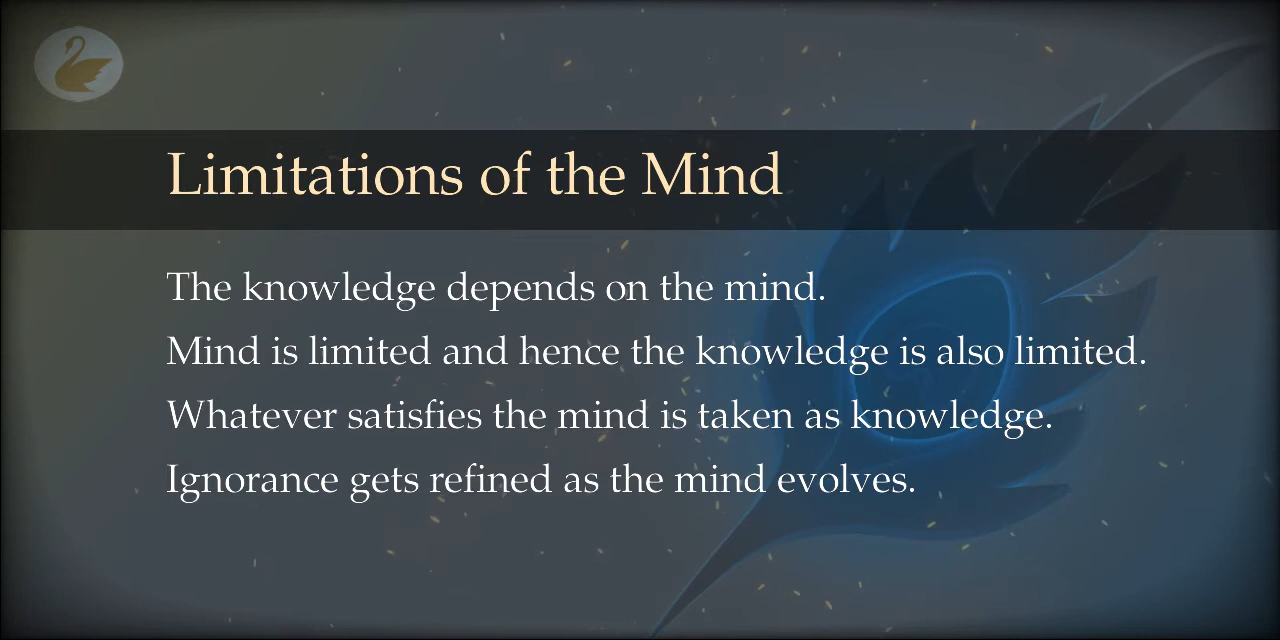 Limitations of the Mind
The knowledge depends on the mind.
Mind is limited and hence the knowledge is also limited.
Whatever satisfies the mind is taken as knowledge.
Ignorance gets refined as the mind evolves.